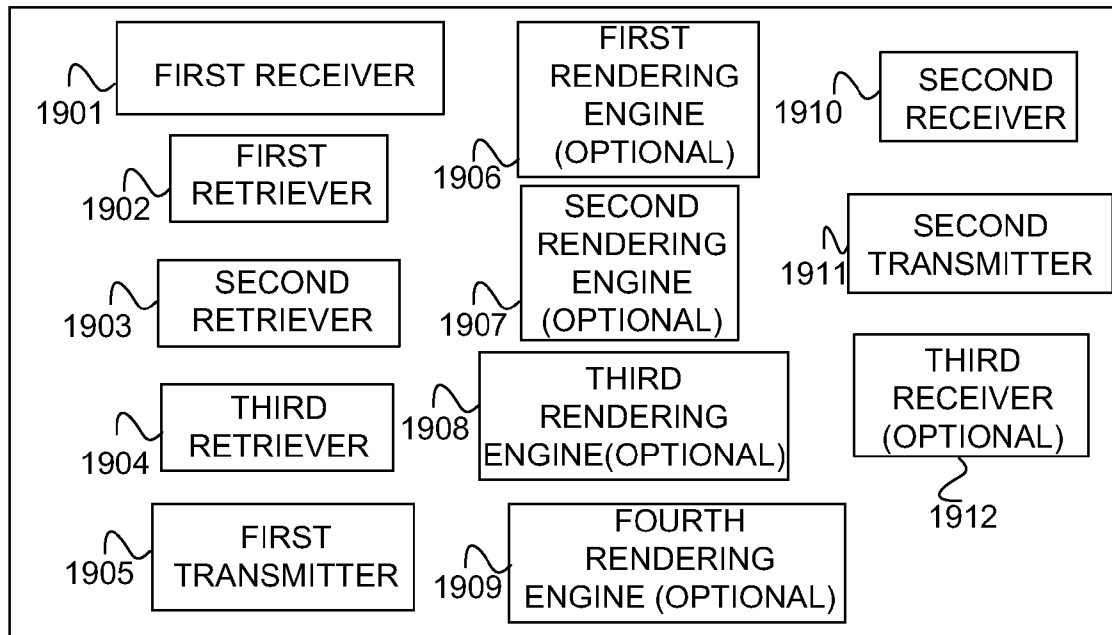 FIRST RECEIVER
1901
FIRST
RETRIEVER
1902
SECOND
RETRIEVER
1903
THIRD
RETRIEVER
1904
FIRST
TRANSMITTER
1905
FIRST
RENDERING
ENGINE
(OPTIONAL)
1906
SECOND
RENDERING
ENGINE
(OPTIONAL)
1907
THIRD
RENDERING
ENGINE(OPTIONAL)
1908
FOURTH
RENDERING
ENGINE (OPTIONAL)
1909
SECOND
RECEIVER
1910
SECOND
TRANSMITTER
1911
THIRD
RECEIVER
(OPTIONAL)
1912